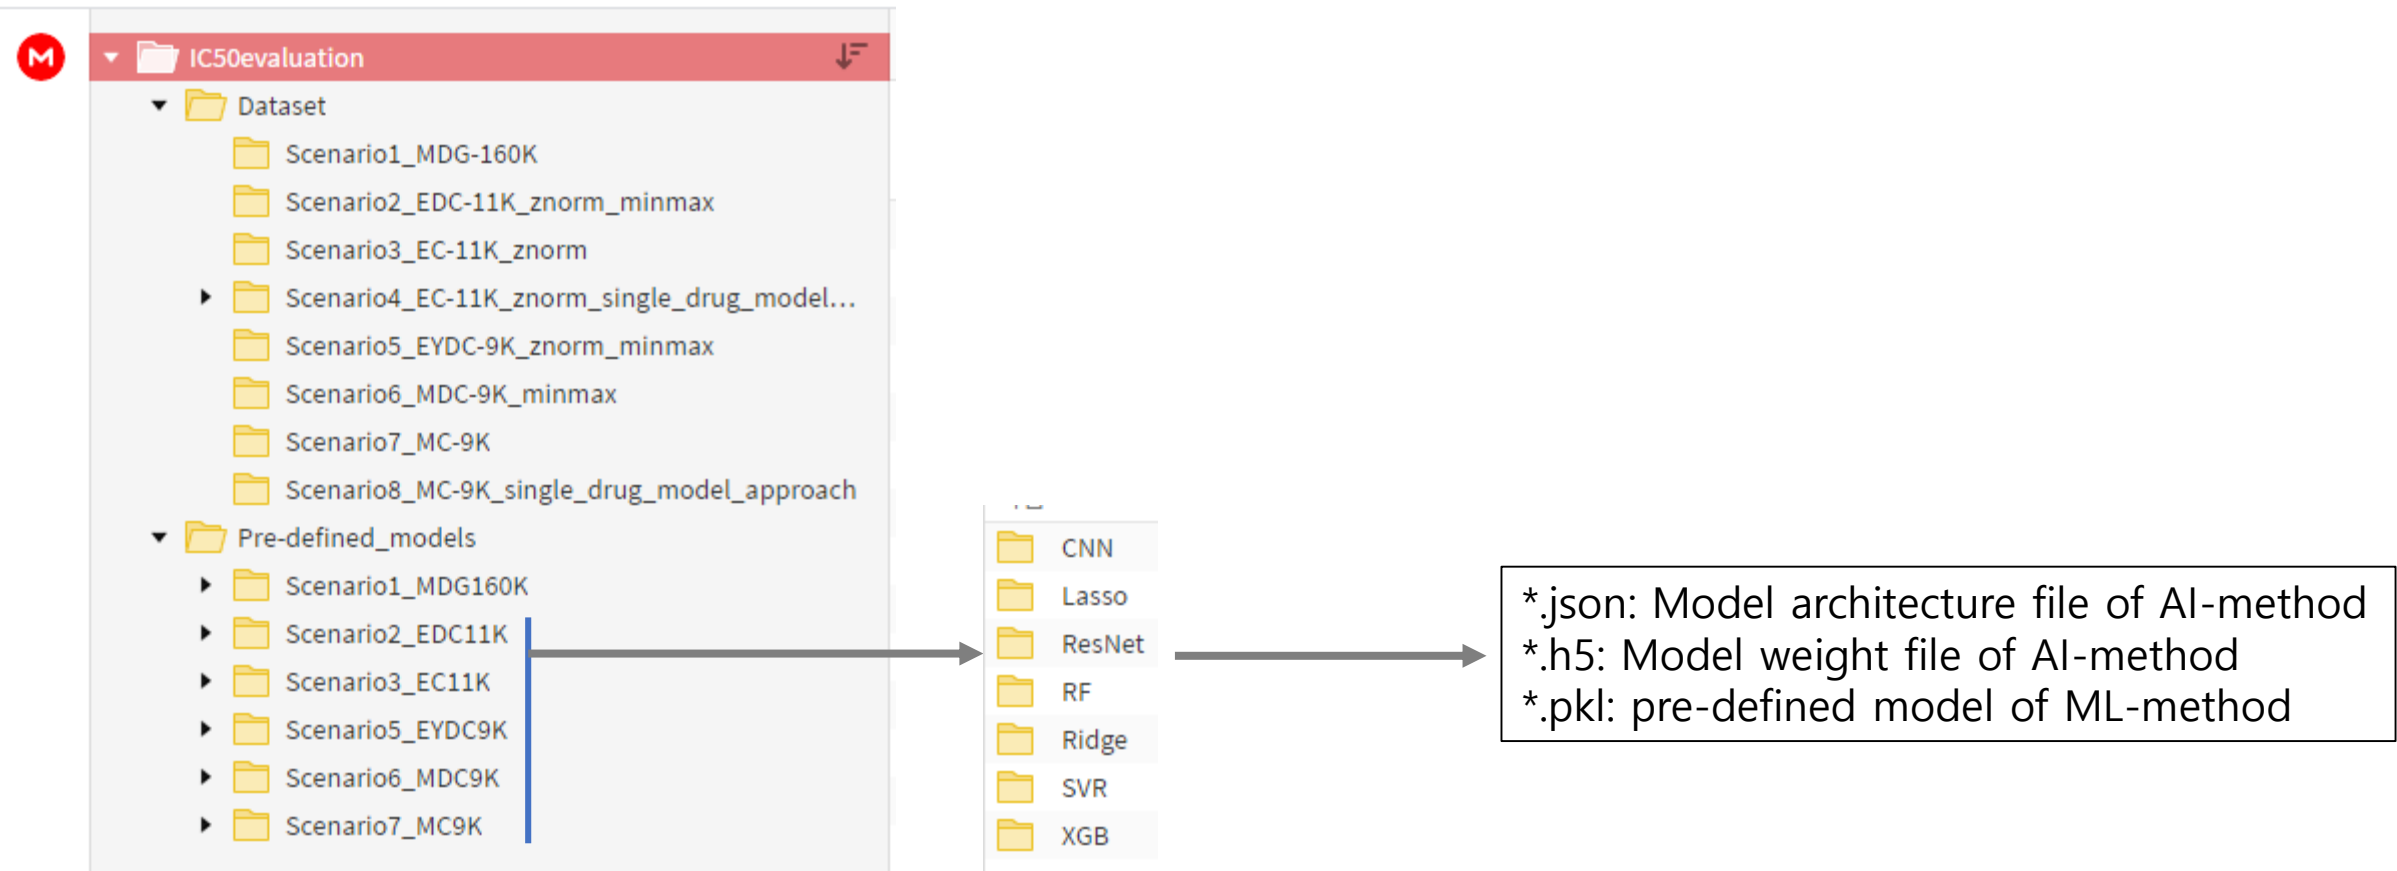 M
IC50evaluation
Dataset
Scenario1_MDG-160K
Scenario2_EDC-11K_znorm_minmax
Scenario3_EC-11K_znorm
Scenario4_EC-11K_znorm_single_drug_model...
Scenario5_EYDC-9K_znorm_minmax
Scenario6_MDC-9K_minmax
Scenario7_MC-9K
Scenario8_MC-9K_single_drug_model_approach
Pre-defined_models
Scenario1_MDG160K
Scenario2_EDC11K
Scenario3_EC11K
Scenario5_EYDC9K
Scenario6_MDC9K
Scenario7_MC9K
CNN
Lasso
ResNet
RF
Ridge
SVR
XGB
*.json: Model architecture file of AI-method
*.h5: Model weight file of AI-method
*.pkl: pre-defined model of ML-method